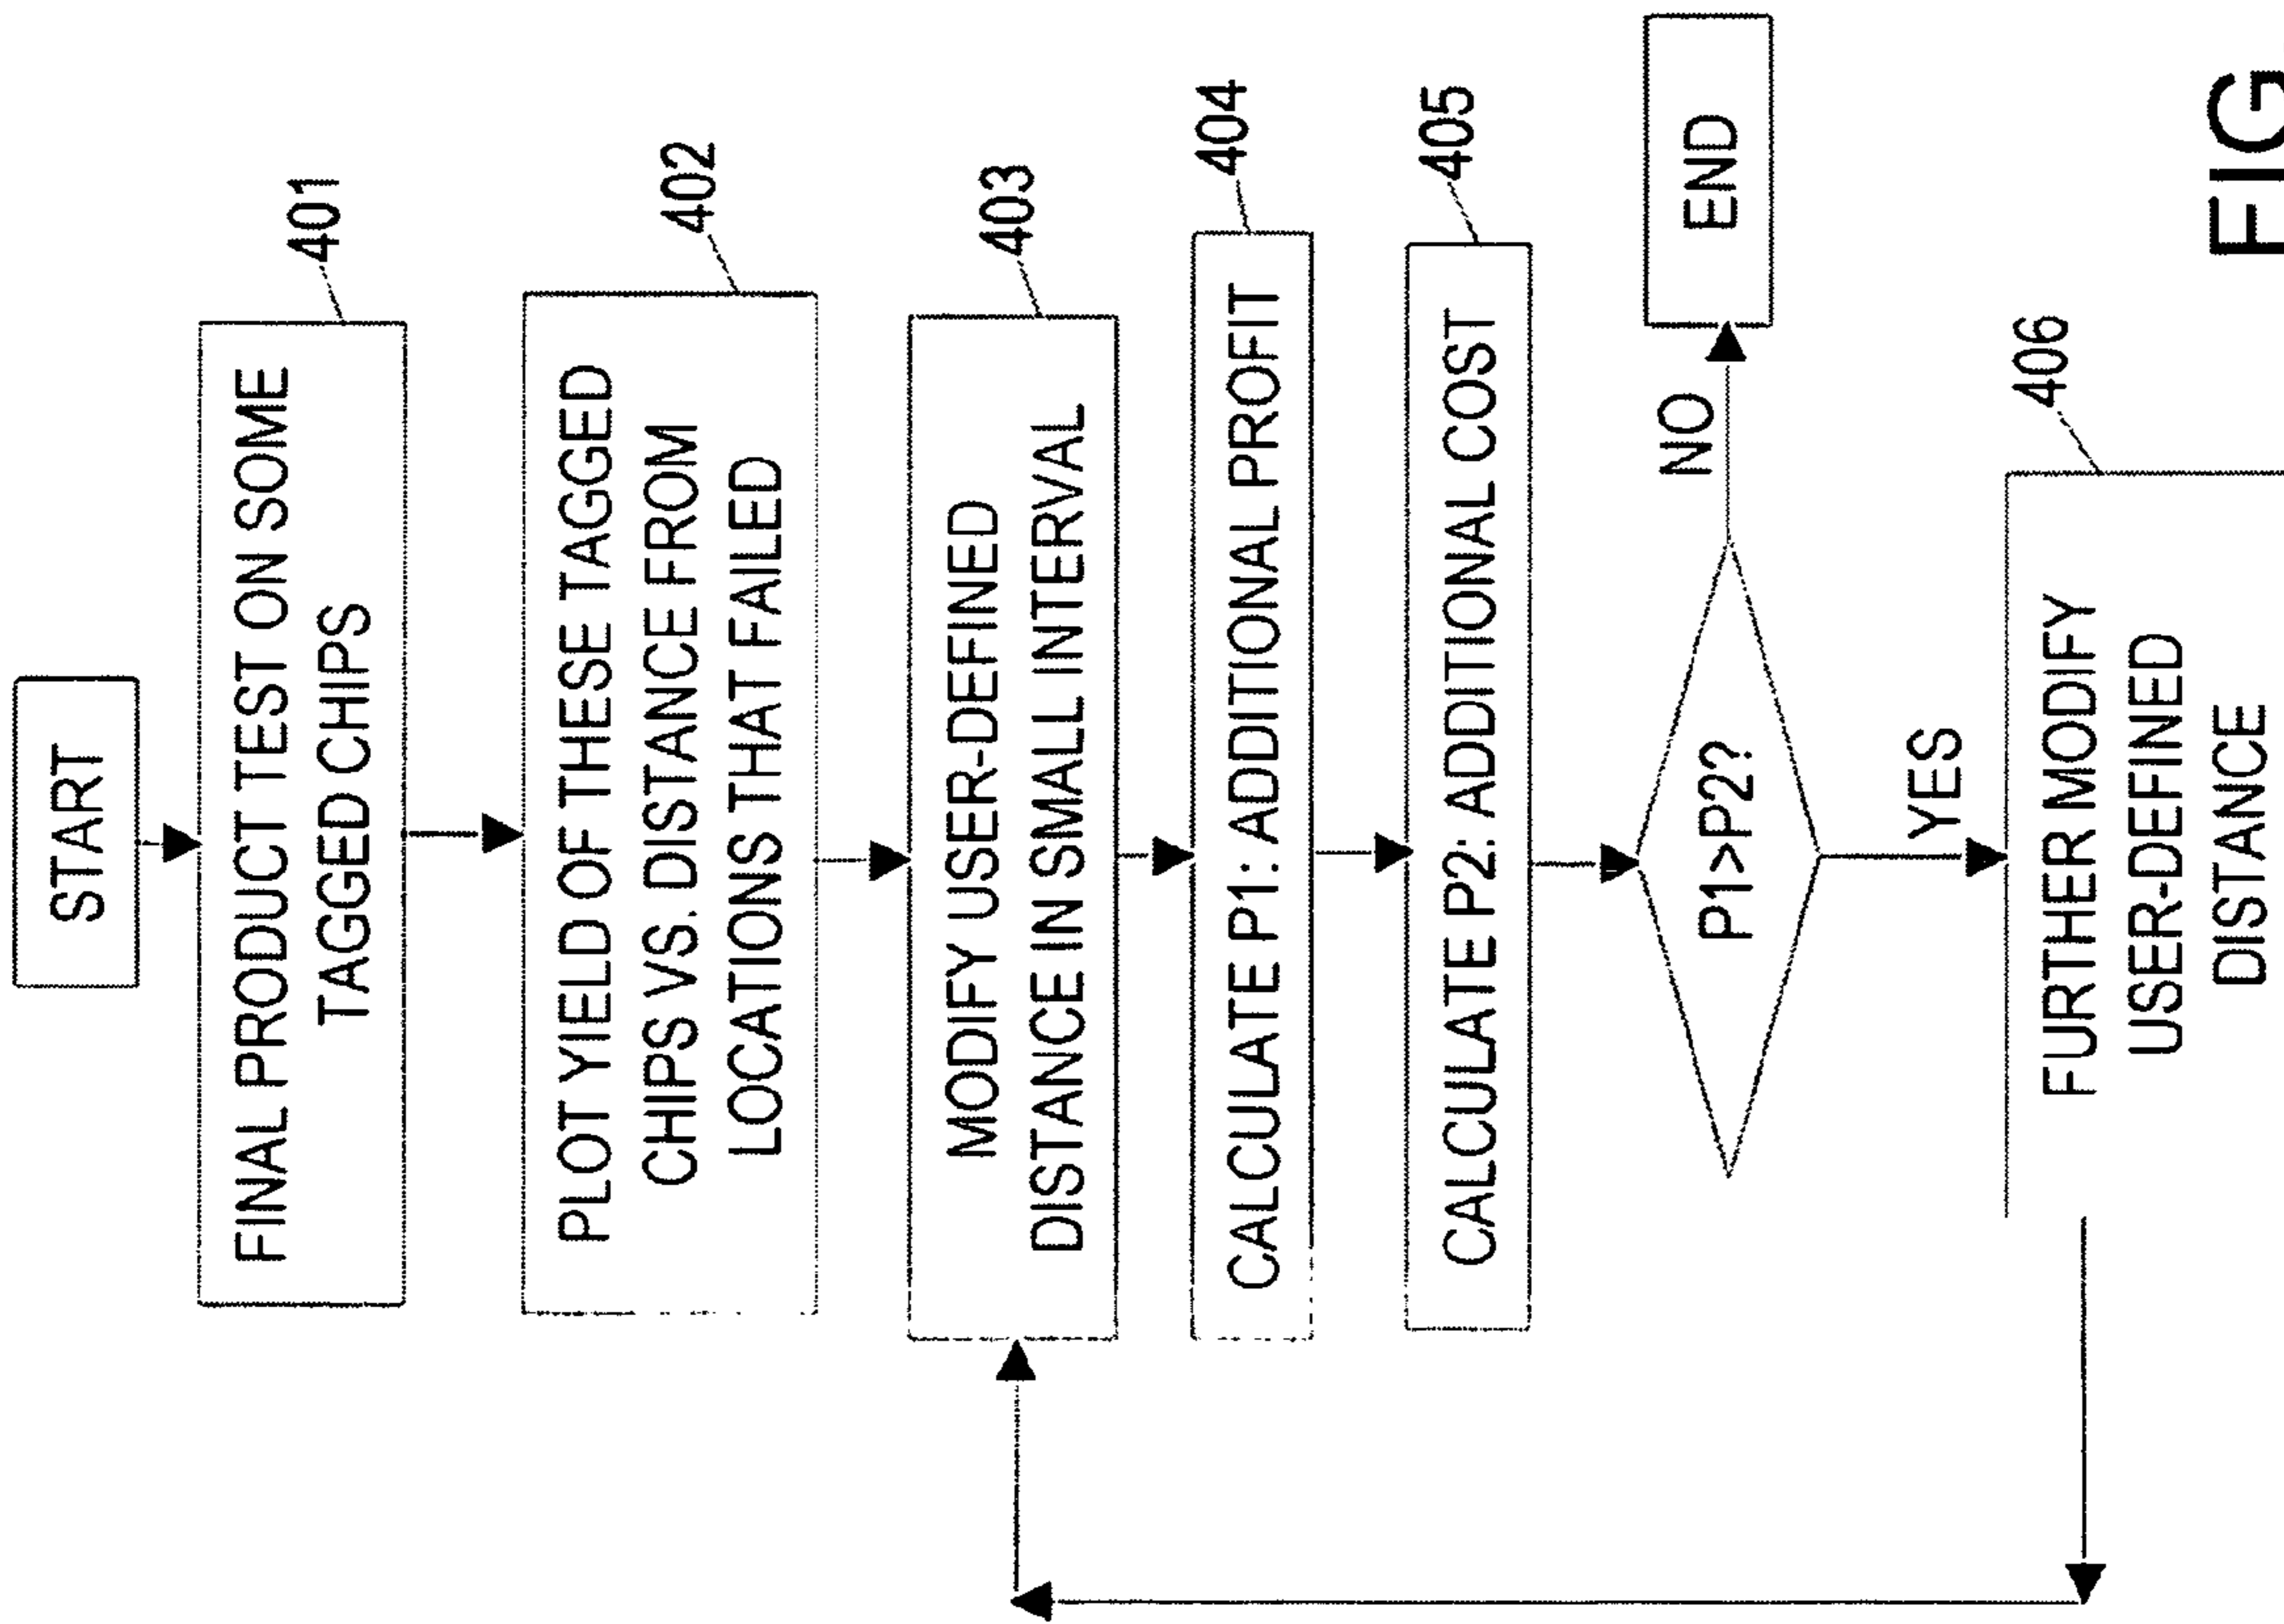 START
FINAL PRODUCT TEST ON SOME
TAGGED CHIPS
401
PLOT YIELD OF THESE TAGGED
CHIPS VS. DISTANCE FROM
LOCATIONS THAT FAILED
402
MODIFY USER-DEFINED
DISTANCE IN SMALL INTERVAL
403
CALCULATE P1: ADDITIONAL PROFIT
404
CALCULATE P2: ADDITIONAL COST
405
P1>P2?
NO
END
YES
FURTHER MODIFY
USER-DEFINED
DISTANCE
406
FIG.